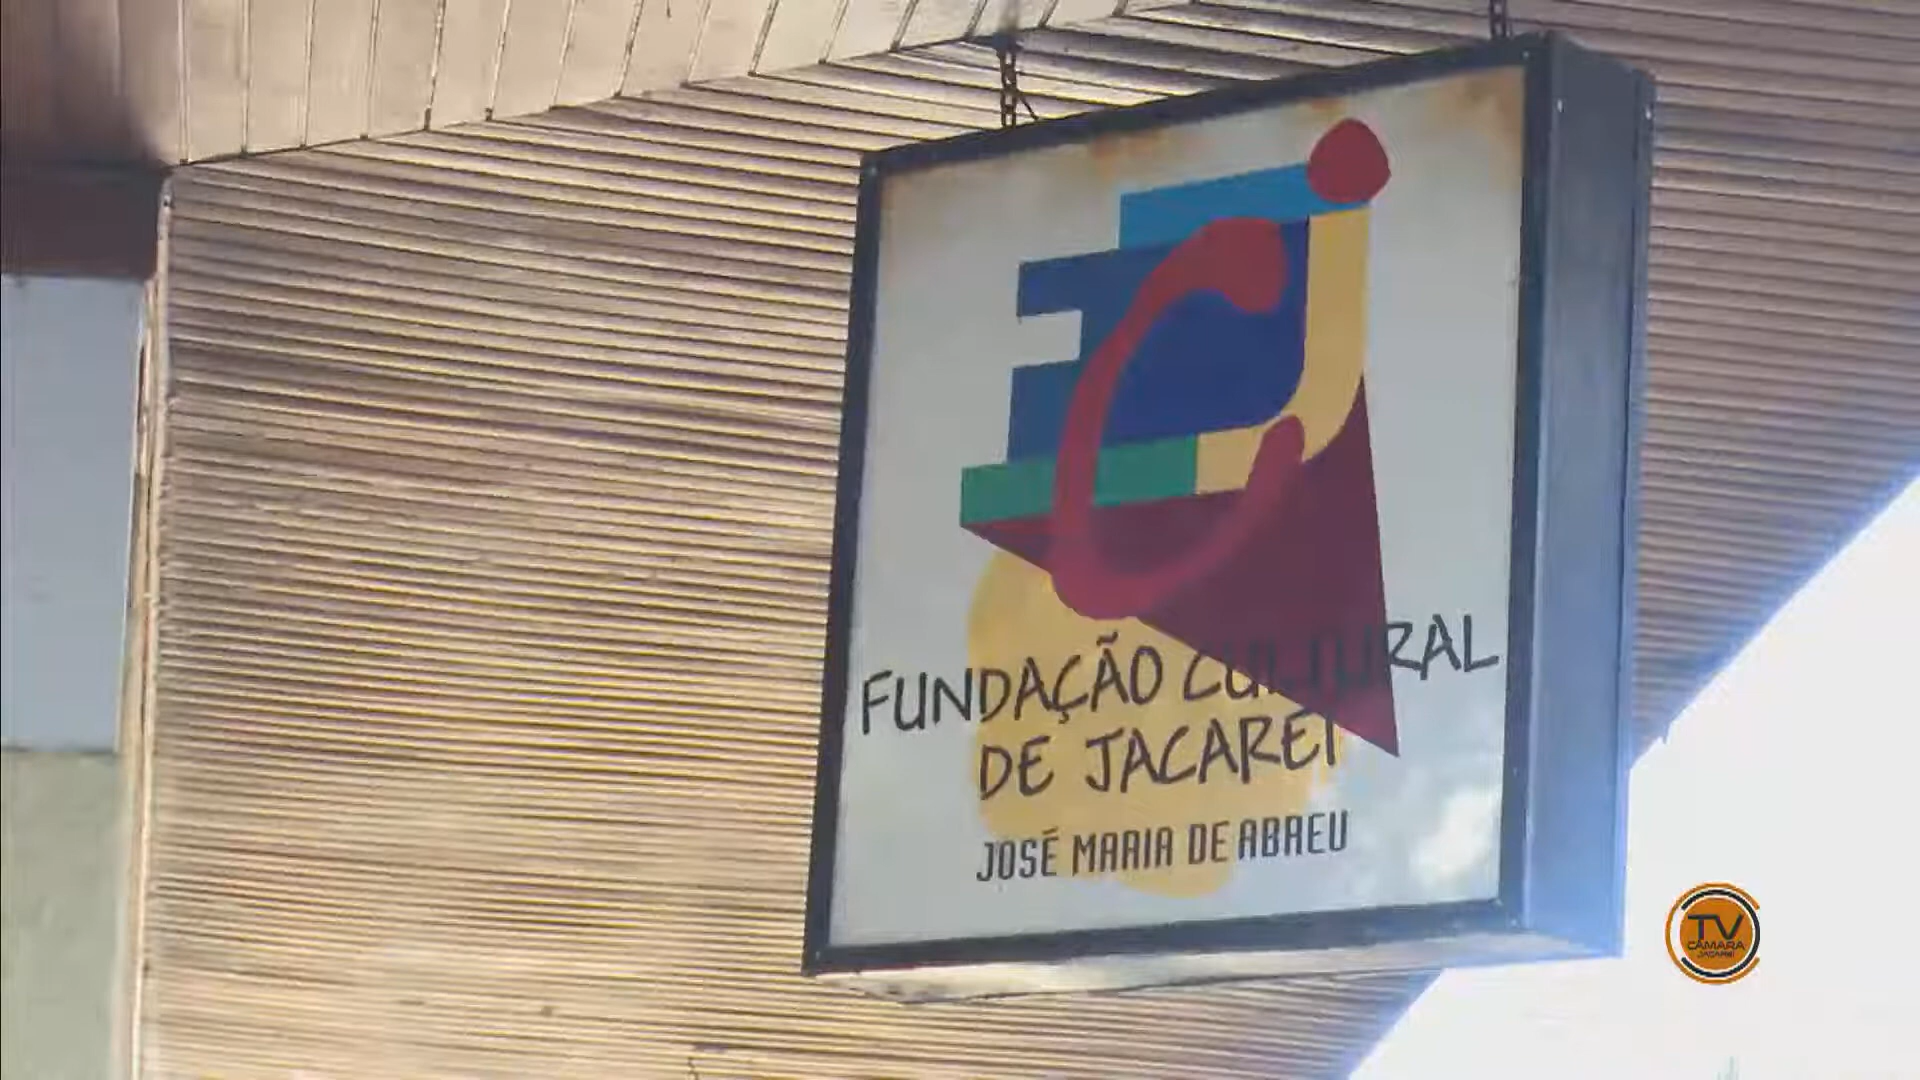 FUNDAÇÃO CULTURAL
DE JACAREÍ
JOSÉ MARIA DE ABREU
TV
CÂMARA
JACAREÍ